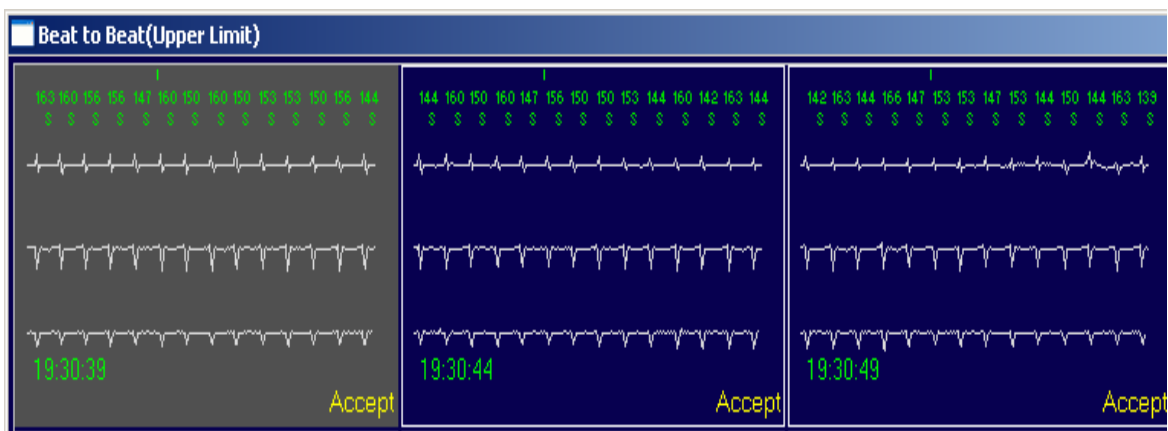 Beat to Beat(Upper Limit)
163 160 156 156 147 160 150 160 150 153 153 150 156 144
S S S S S S S S S S S S S S
19:30:39
Accept
144 160 150 160 147 156 150 150 153 144 160 142 163 144
S S S S S S S S S S S S S S
19:30:44
Accept
142 163 144 166 147 153 153 147 153 144 150 144 163 139
S S S S S S S S S S S S S S
19:30:49
Accept